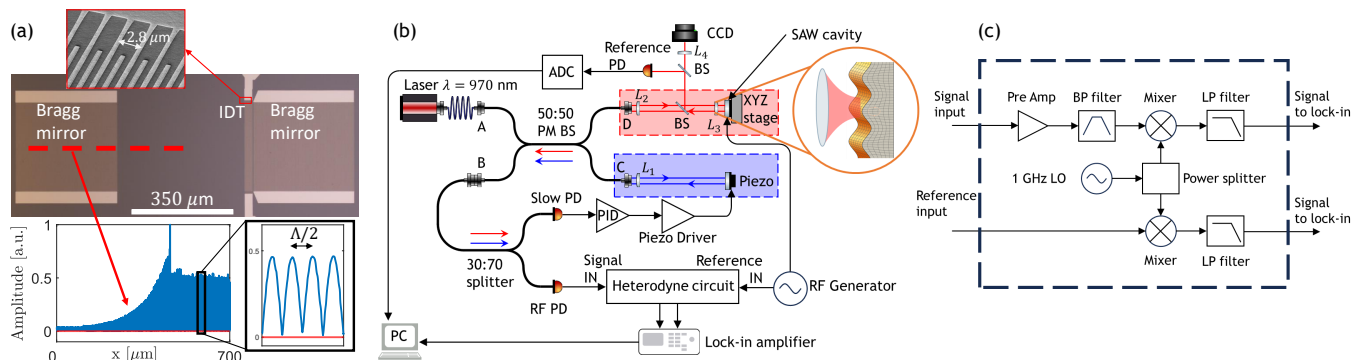 (a)
2.8 μm
Bragg
mirror
IDT
Bragg
mirror
350 μm
Amplitude [a.u.]
1
0.5
0
0
x [μm]
700
Λ/2
0.5
0
(b)
CCD
Reference
PD
L4
BS
SAW cavity
ADC
Laser λ = 970 nm
A
50:50
PM BS
L2
D
BS
L3
XYZ
stage
B
C
L1
Piezo
Slow PD
PID
Piezo Driver
30:70
splitter
Signal
IN
Reference
IN
RF PD
Heterodyne circuit
RF Generator
PC
Lock-in amplifier
(c)
Signal
input
Pre Amp
BP filter
Mixer
LP filter
Signal
to lock-in
1 GHz LO
Power splitter
Reference
input
Mixer
LP filter
Signal
to lock-in